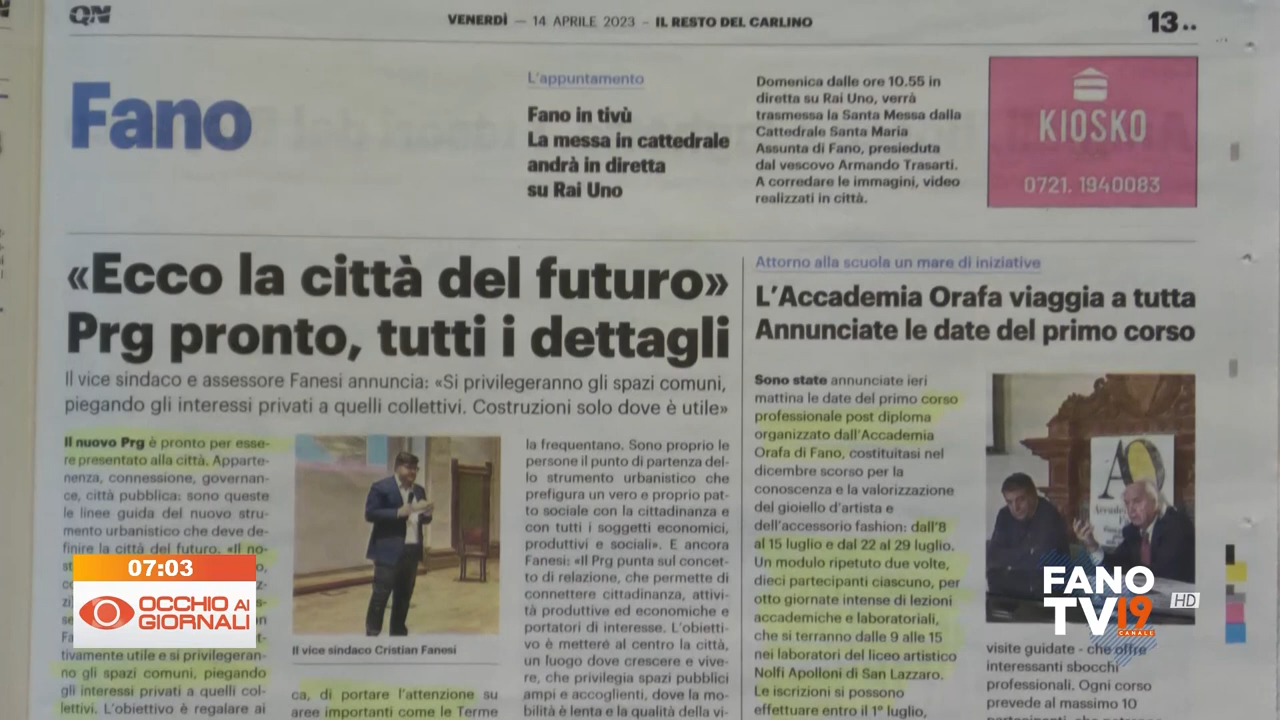 QN
VENERDÌ — 14 APRILE 2023 – IL RESTO DEL CARLINO
13..
Fano
L'appuntamento
Fano in tivù
La messa in cattedrale
andrà in diretta
su Rai Uno
Domenica dalle ore 10.55 in
diretta su Rai Uno, verrà
trasmessa la Santa Messa dalla
Cattedrale Santa Maria
Assunta di Fano, presieduta
dal vescovo Armando Trasarti.
A corredare le immagini, video
realizzati in città.
KIOSKO
0721. 1940083
«Ecco la città del futuro»
Prg pronto, tutti i dettagli
Il vice sindaco e assessore Fanesi annuncia: «Si privilegeranno gli spazi comuni,
piegando gli interessi privati a quelli collettivi. Costruzioni solo dove è utile»
Il nuovo Prg è pronto per esse-
re presentato alla città. Apparte-
nenza, connessione, governan-
ce, città pubblica: sono queste
le linee guida del nuovo stru-
mento urbanistico che deve de-
finire la città del futuro. «Il no-
tivamente utile e si privilegeran-
no gli spazi comuni, piegando
gli interessi privati a quelli col-
lettivi. L'obiettivo è regalare ai
Il vice sindaco Cristian Fanesi
ca, di portare l'attenzione su
aree importanti come le Terme
la frequentano. Sono proprio le
persone il punto di partenza del-
lo strumento urbanistico che
prefigura un vero e proprio pat-
to sociale con la cittadinanza e
con tutti i soggetti economici,
produttivi e sociali». E ancora
Fanesi: «Il Prg punta sul concet-
to di relazione, che permette di
connettere cittadinanza, attivi-
tà produttive ed economiche e
portatori di interesse. L'obietti-
vo è mettere al centro la città,
un luogo dove crescere e vive-
re, che privilegia spazi pubblici
ampi e accoglienti, dove la mo-
bilità è lenta e la qualità della vi-
Attorno alla scuola un mare di iniziative
L'Accademia Orafa viaggia a tutta
Annunciate le date del primo corso
Sono state annunciate ieri
mattina le date del primo corso
professionale post diploma
organizzato dall'Accademia
Orafa di Fano, costituitasi nel
dicembre scorso per la
conoscenza e la valorizzazione
del gioiello d'artista e
dell'accessorio fashion: dall'8
al 15 luglio e dal 22 al 29 luglio.
Un modulo ripetuto due volte,
dieci partecipanti ciascuno, per
otto giornate intense di lezioni
accademiche e laboratoriali,
che si terranno dalle 9 alle 15
nei laboratori del liceo artistico
Nolfi Apolloni di San Lazzaro.
Le iscrizioni si possono
effettuare entro il 1° luglio,
AO
visite guidate - che offre
interessanti sbocchi
professionali. Ogni corso
prevede al massimo 10
07:03
OCCHIO AI
GIORNALI
FANO
TV19
CANALE
HD